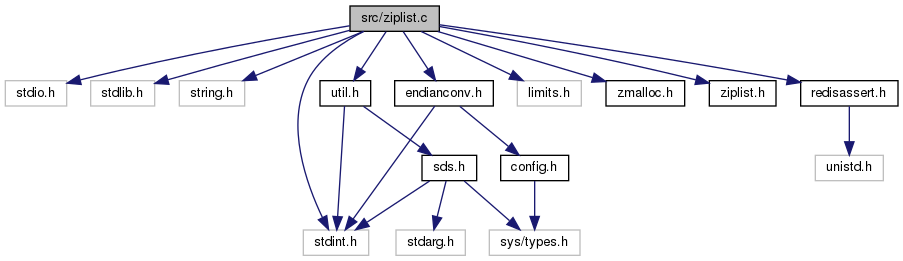 src/ziplist.c
stdio.h
stdlib.h
string.h
util.h
endianconv.h
limits.h
zmalloc.h
ziplist.h
redisassert.h
sds.h
config.h
unistd.h
stdint.h
stdarg.h
sys/types.h